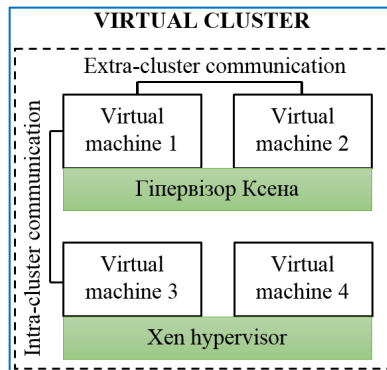 VIRTUAL CLUSTER
Extra-cluster communication
Intra-cluster communication
Virtual
machine 1
Virtual
machine 2
Гіпервізор Ксена
Virtual
machine 3
Virtual
machine 4
Xen hypervisor